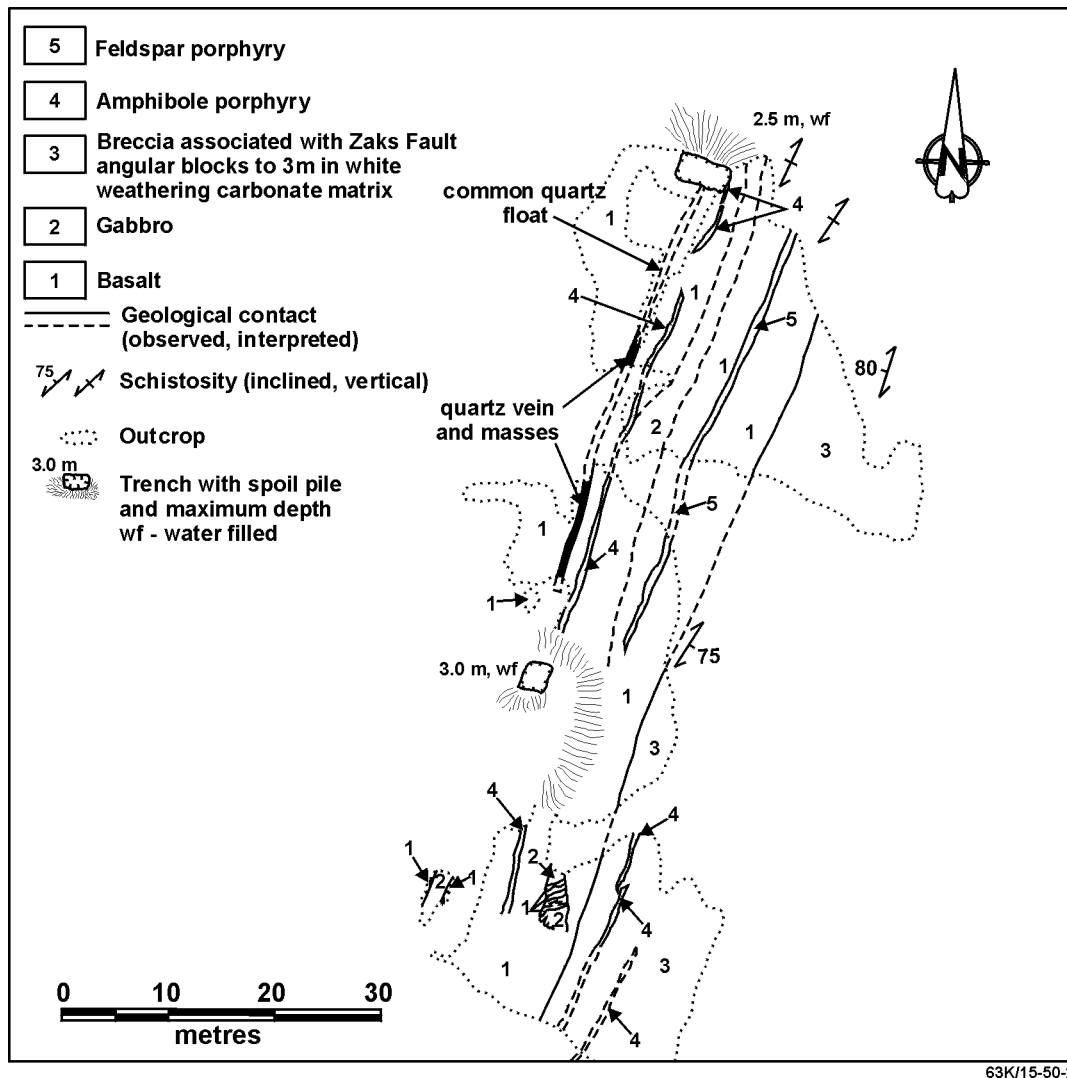 5 Feldspar porphyry
4 Amphibole porphyry
3 Breccia associated with Zaks Fault
angular blocks to 3m in white
weathering carbonate matrix
2 Gabbro
1 Basalt
Geological contact
(observed, interpreted)
75 Schistosity (inclined, vertical)
Outcrop
3.0 m
Trench with spoil pile
and maximum depth
wf - water filled
N
2.5 m, wf
common quartz
float
4
1
4
1
5
1
80
quartz vein
and masses
2
1
3
5
1
4
1
75
3.0 m, wf
1
3
4
4
1
2
1
2
1
2
4
1
3
4
0 10 20 30
metres
63K/15-50-